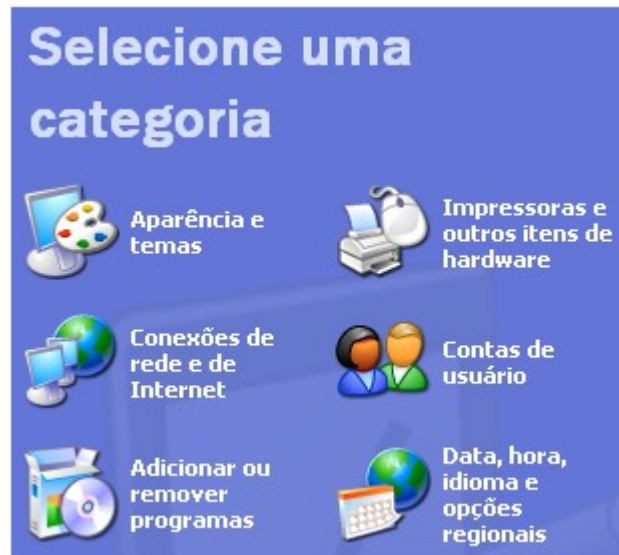 Selecione uma
categoria
Aparência e
temas
Impressoras e
outros itens de
hardware
Conexões de
rede e de
Internet
Contas de
usuário
Adicionar ou
remover
programas
Data, hora,
idioma e
opções
regionais